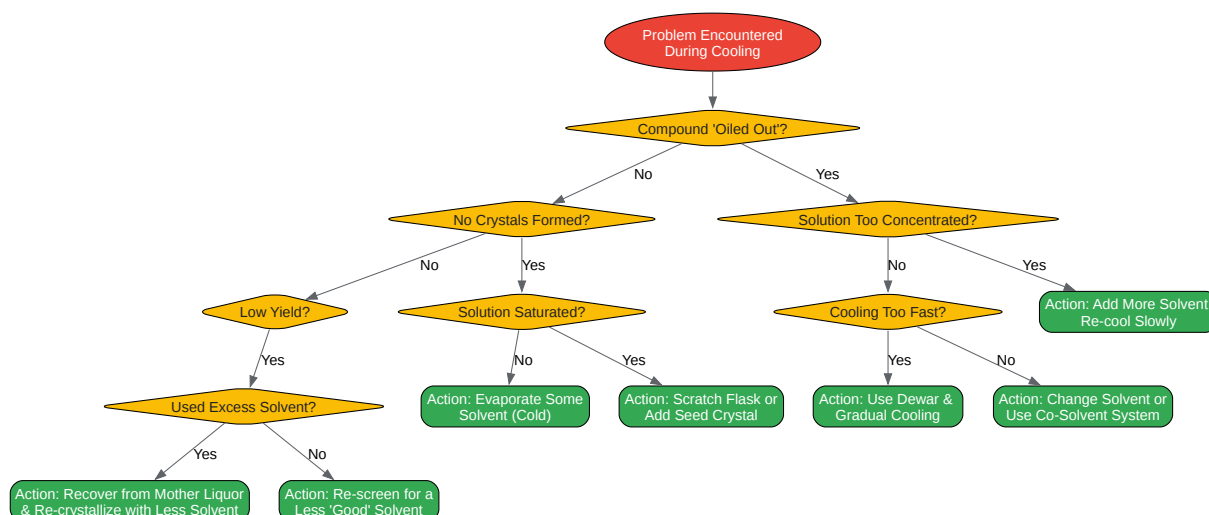 Problem Encountered
During Cooling
Compound 'Oiled Out'?
No
Yes
No Crystals Formed?
Solution Too Concentrated?
No
Yes
No
Yes
Low Yield?
Solution Saturated?
Cooling Too Fast?
Action: Add More Solvent
Re-cool Slowly
Yes
No
Yes
Yes
No
Used Excess Solvent?
Action: Evaporate Some
Solvent (Cold)
Action: Scratch Flask or
Add Seed Crystal
Action: Use Dewar &
Gradual Cooling
Action: Change Solvent or
Use Co-Solvent System
Yes
No
Action: Recover from Mother Liquor
& Re-crystallize with Less Solvent
Action: Re-screen for a
Less 'Good' Solvent